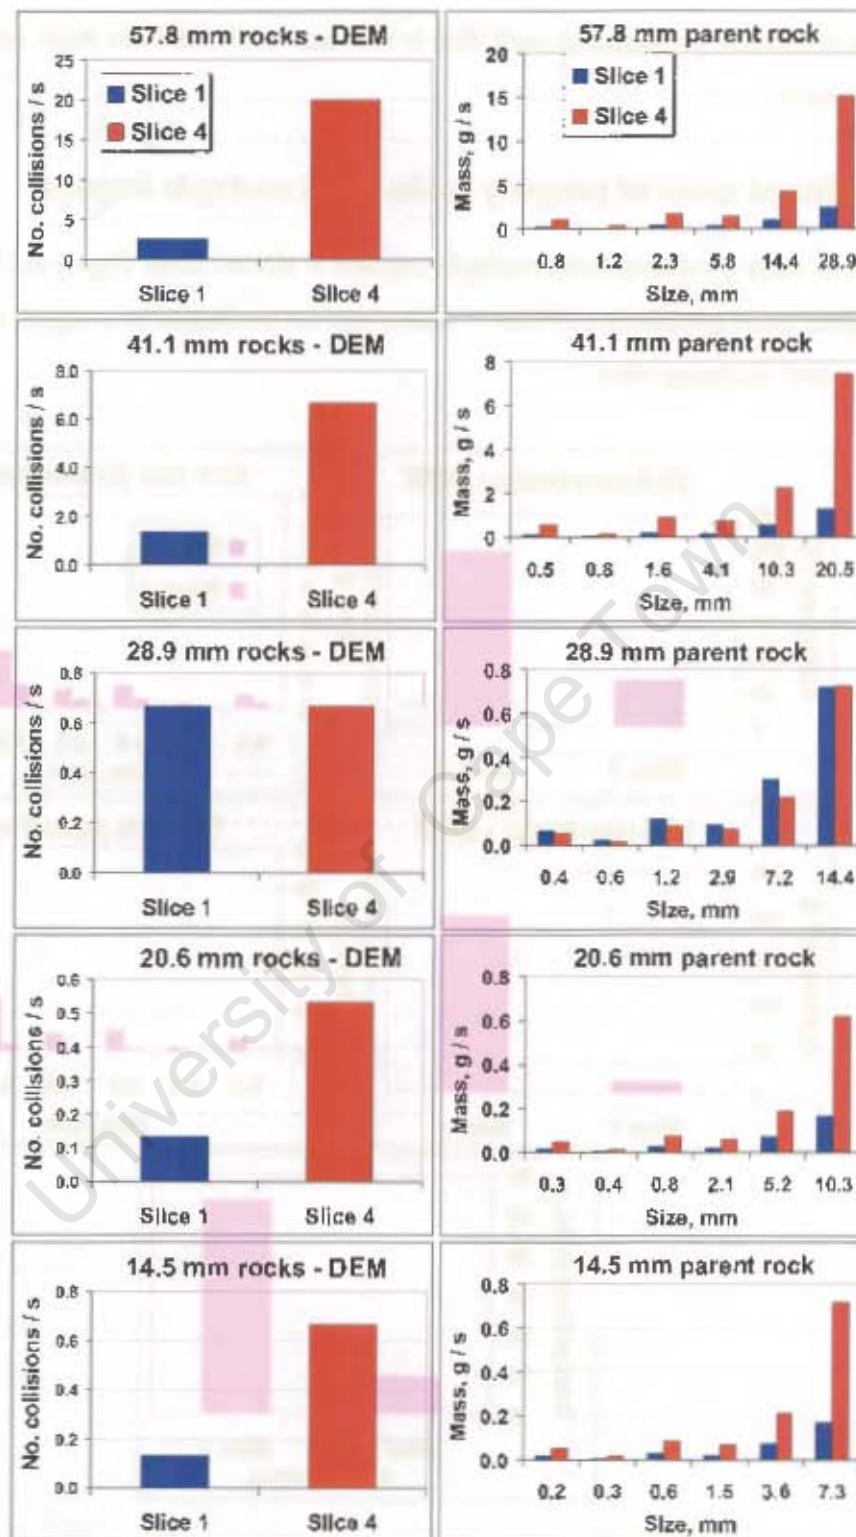 57.8 mm rocks - DEM
No. collisions / s
25
20
15
10
5
0
Slice 1
Slice 4
Slice 1
Slice 4
57.8 mm parent rock
Mass, g / s
20
15
10
5
0
Slice 1
Slice 4
0.8 1.2 2.3 5.8 14.4 28.9
Size, mm
41.1 mm rocks - DEM
No. collisions / s
8.0
6.0
4.0
2.0
0.0
Slice 1
Slice 4
41.1 mm parent rock
Mass, g / s
8
6
4
2
0
0.5 0.8 1.6 4.1 10.3 20.5
Size, mm
28.9 mm rocks - DEM
No. collisions / s
0.8
0.6
0.4
0.2
0.0
Slice 1
Slice 4
28.9 mm parent rock
Mass, g / s
0.8
0.6
0.4
0.2
0.0
0.4 0.6 1.2 2.9 7.2 14.4
Size, mm
20.6 mm rocks - DEM
No. collisions / s
0.6
0.5
0.4
0.3
0.2
0.1
0.0
Slice 1
Slice 4
20.6 mm parent rock
Mass, g / s
0.8
0.6
0.4
0.2
0.0
0.3 0.4 0.8 2.1 5.2 10.3
Size, mm
14.5 mm rocks - DEM
No. collisions / s
0.8
0.6
0.4
0.2
0.0
Slice 1
Slice 4
14.5 mm parent rock
Mass, g / s
0.8
0.6
0.4
0.2
0.0
0.2 0.3 0.6 1.5 3.6 7.3
Size, mm
University of Cape Town